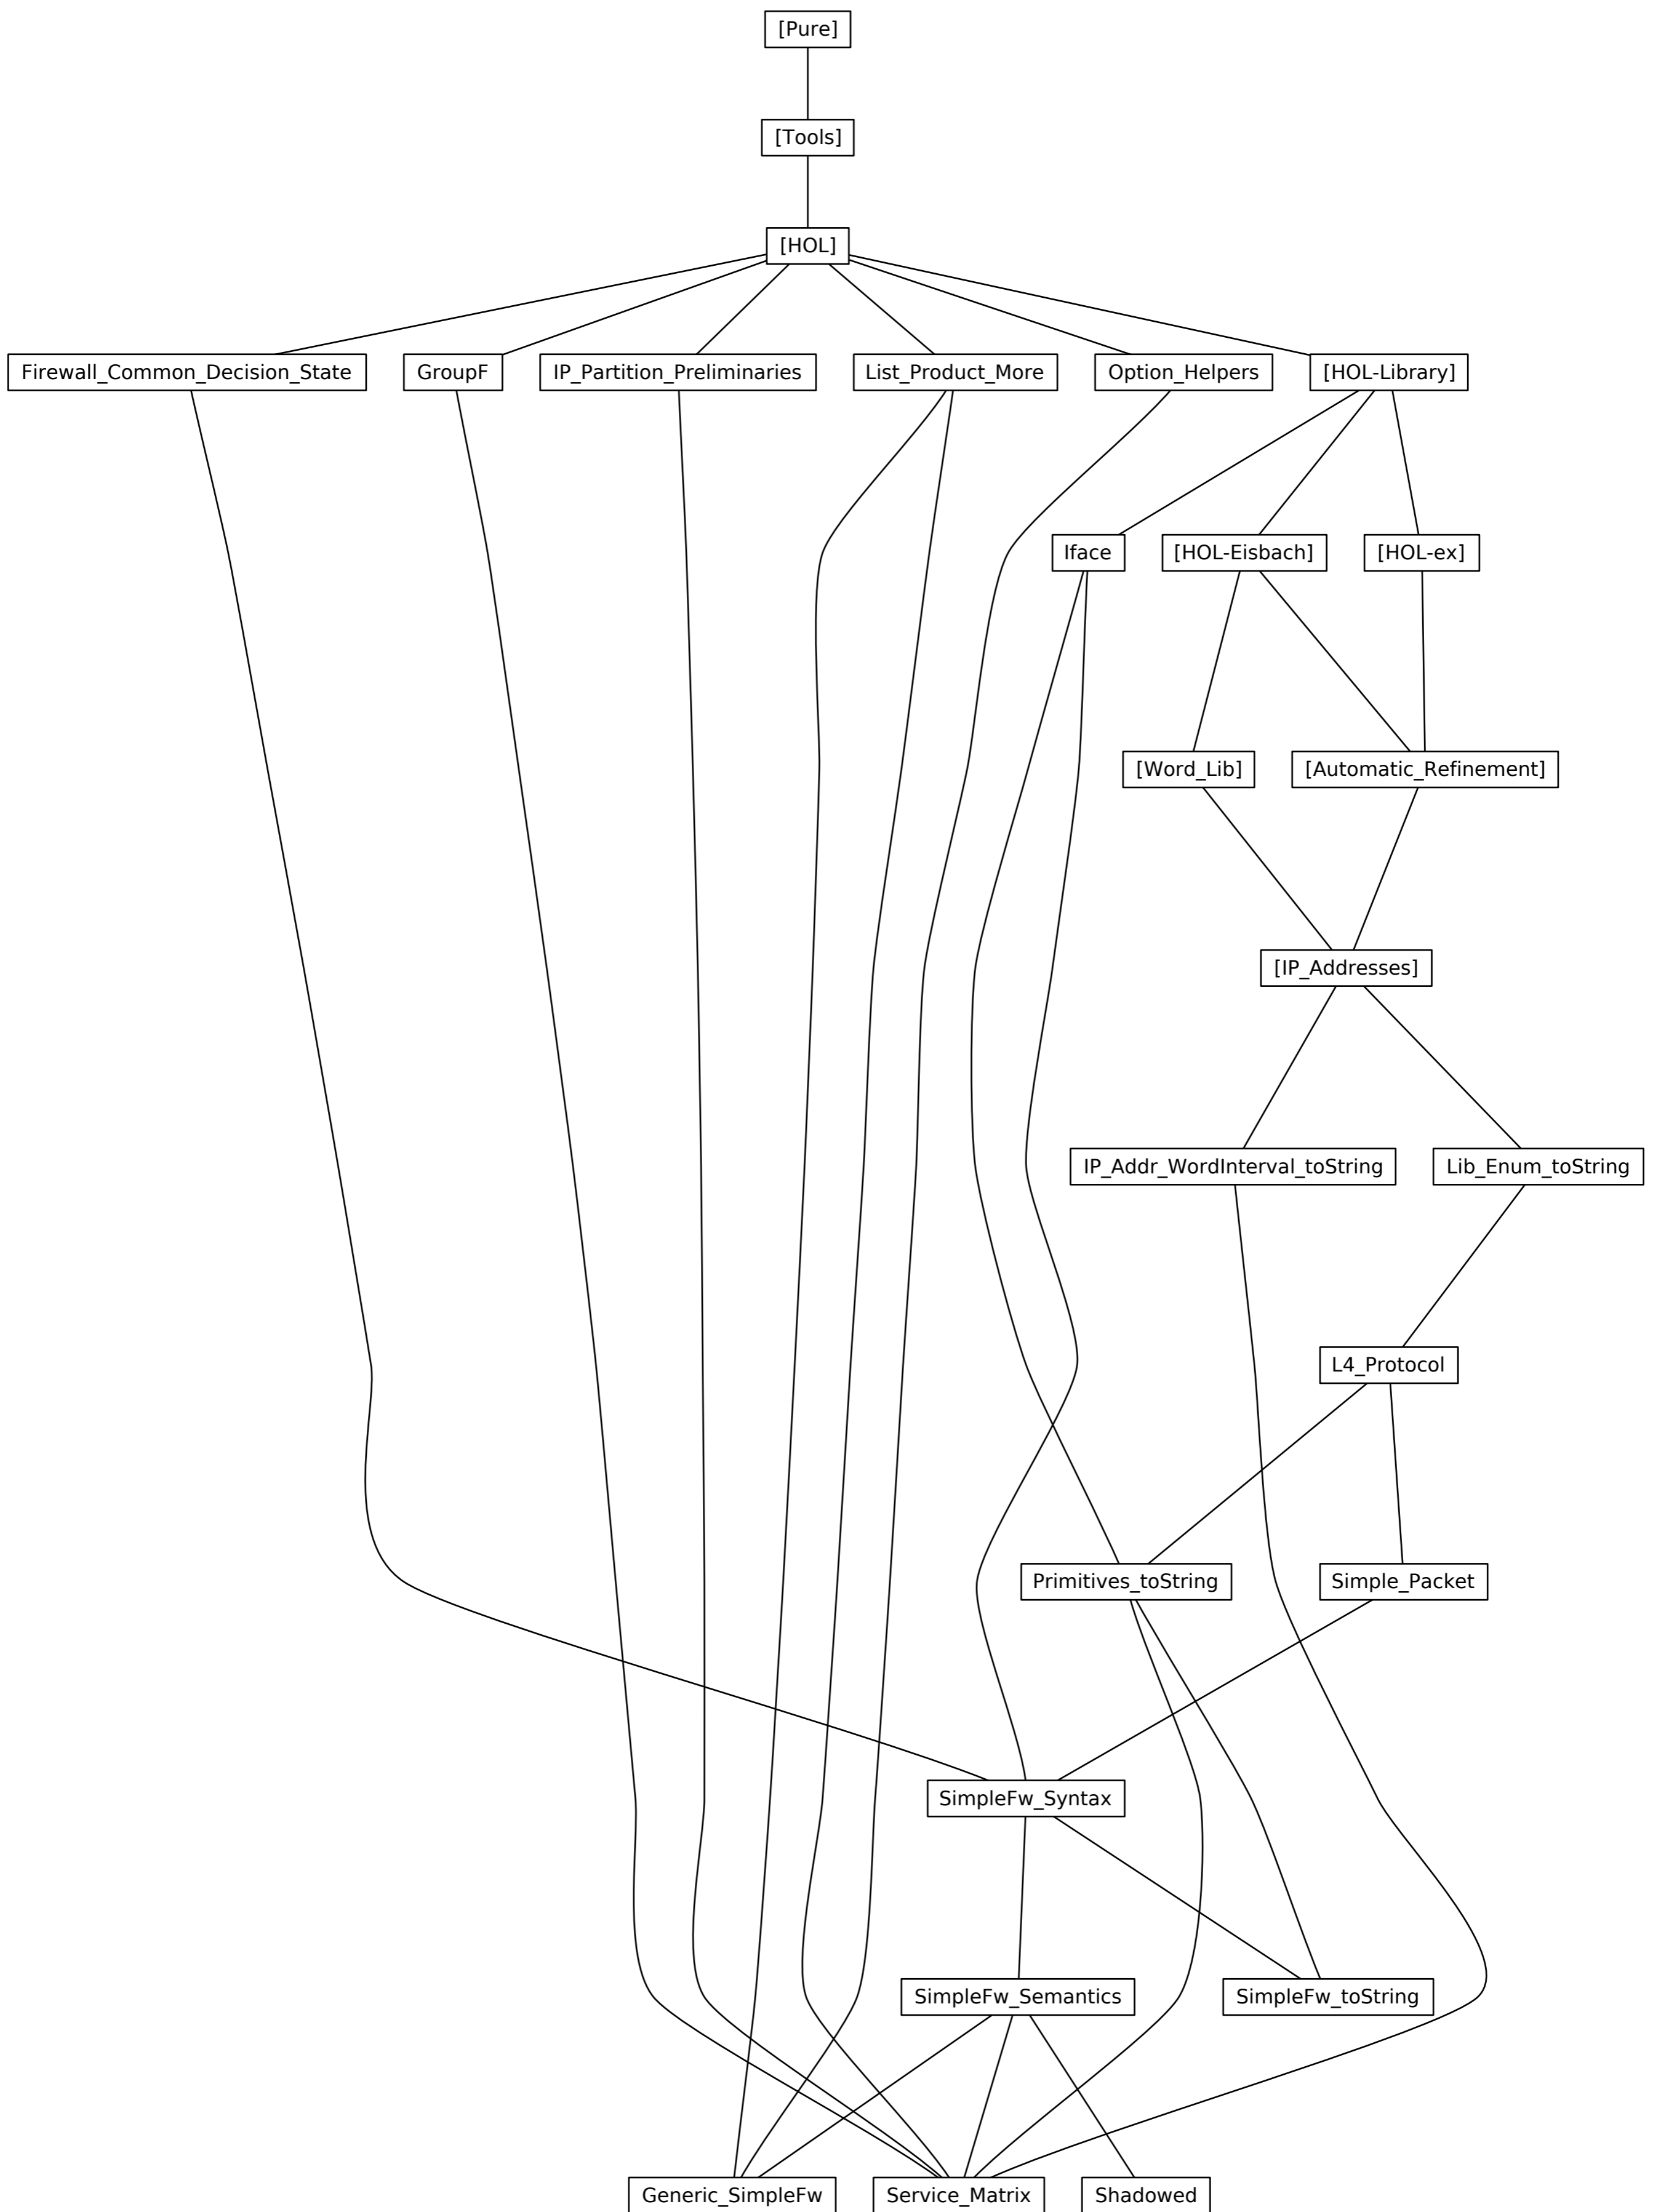 [Pure]
[Tools]
[HOL]
Firewall_Common_Decision_State
GroupF
IP_Partition_Preliminaries
List_Product_More
Option_Helpers
[HOL-Library]
Iface
[HOL-Eisbach]
[HOL-ex]
[Word_Lib]
[Automatic_Refinement]
[IP_Addresses]
IP_Addr_WordInterval_toString
Lib_Enum_toString
L4_Protocol
Primitives_toString
Simple_Packet
SimpleFw_Syntax
SimpleFw_Semantics
SimpleFw_toString
Generic_SimpleFw
Service_Matrix
Shadowed